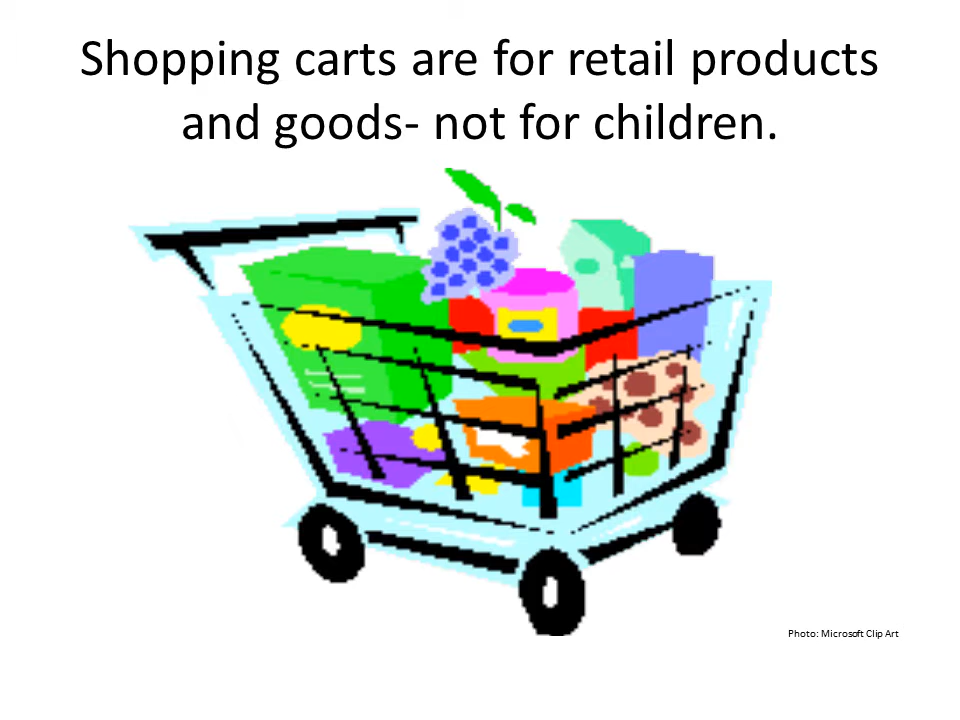 Shopping carts are for retail products
and goods- not for children.
Photo: Microsoft Clip Art